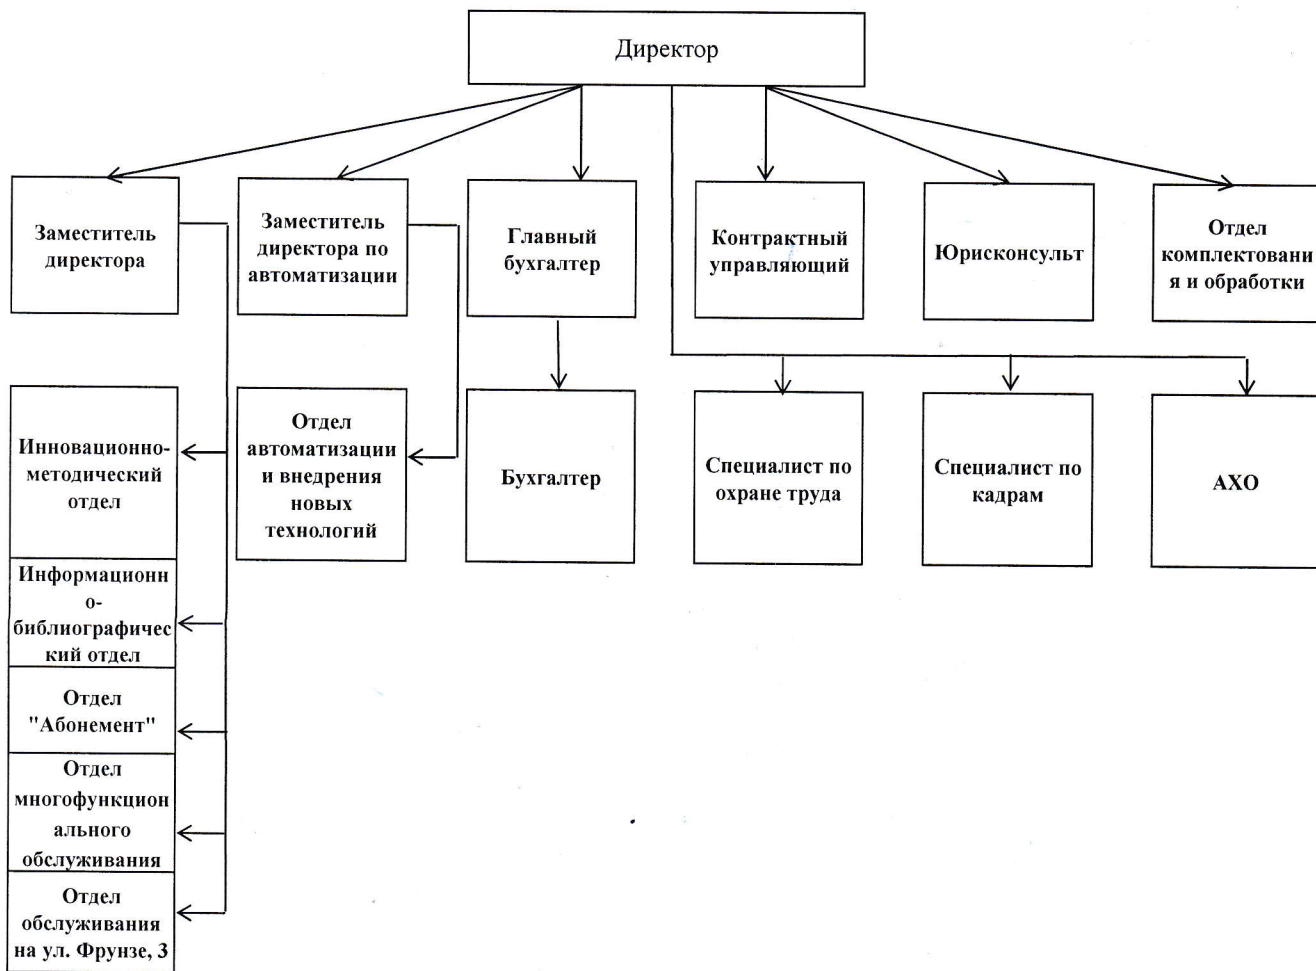 Директор
Заместитель
директора
Заместитель
директора по
автоматизации
Главный
бухгалтер
Контрактный
управляющий
Юрисконсульт
Отдел
комплектовани
я и обработки
Инновационно-
методический
отдел
Отдел
автоматизации
и внедрения
новых
технологий
Бухгалтер
Специалист по
охране труда
Специалист по
кадрам
АХО
Информационн
о-
библиографичес
кий отдел
Отдел
"Абонемент"
Отдел
многофункцион
ального
обслуживания
Отдел
обслуживания
на ул. Фрунзе, 3